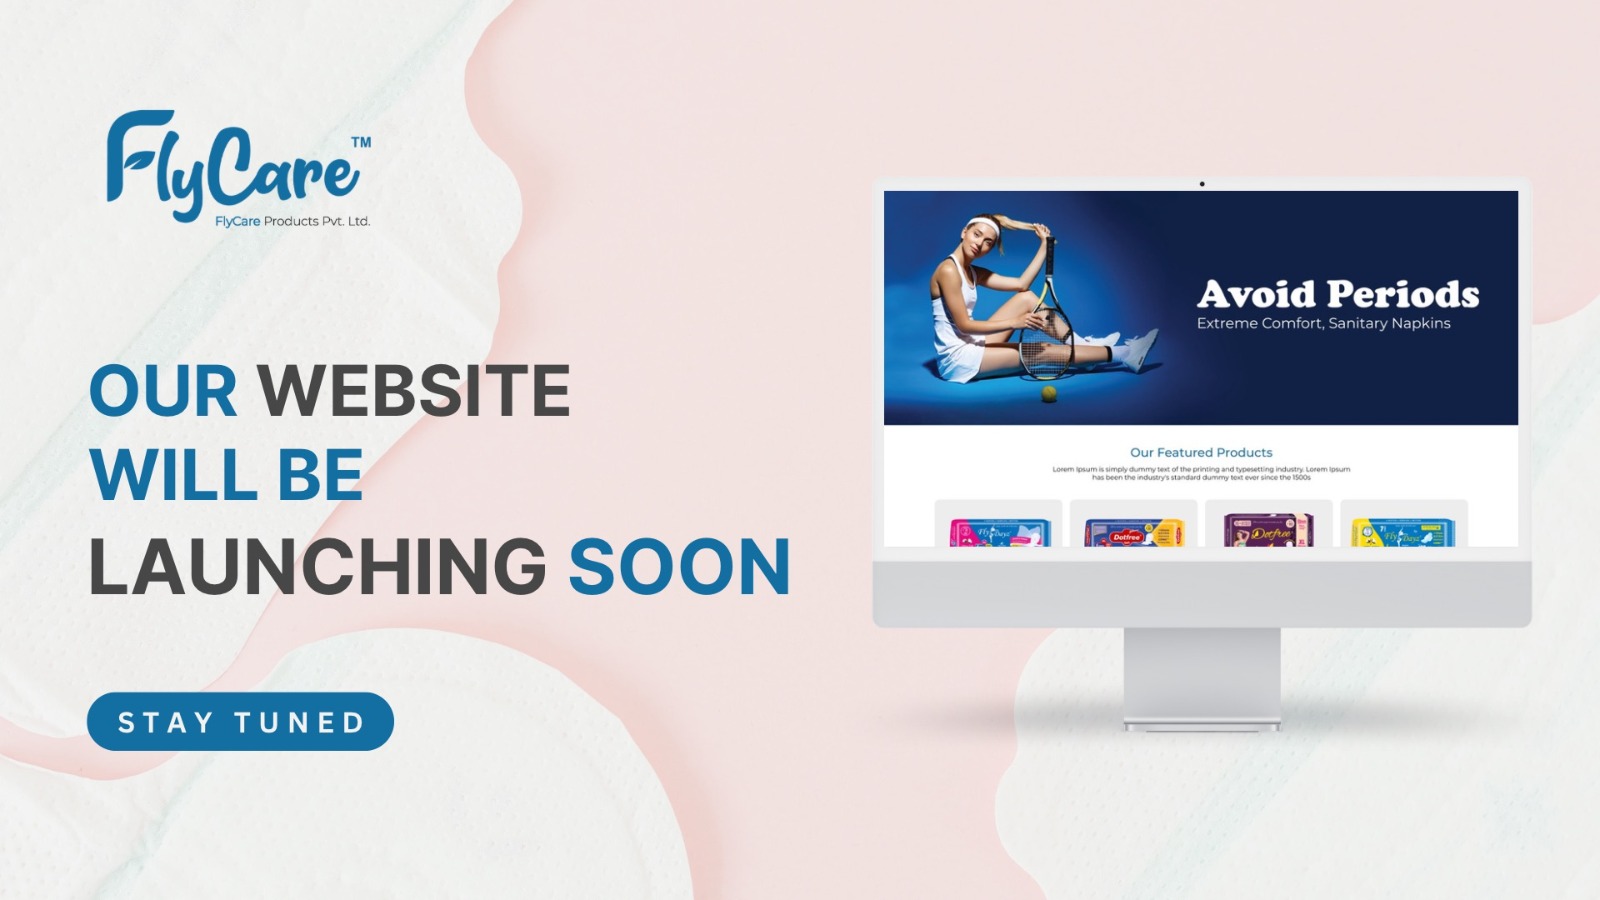 FlyCare™
FlyCare Products Pvt. Ltd.
OUR WEBSITE
WILL BE
LAUNCHING SOON
STAY TUNED
Avoid Periods
Extreme Comfort, Sanitary Napkins
Our Featured Products
Lorem Ipsum is simply dummy text of the printing and typesetting industry. Lorem Ipsum
has been the industry's standard dummy text ever since the 1500s
Fly Dayz
Dotfree
Dotfree
XL
Fly Dayz